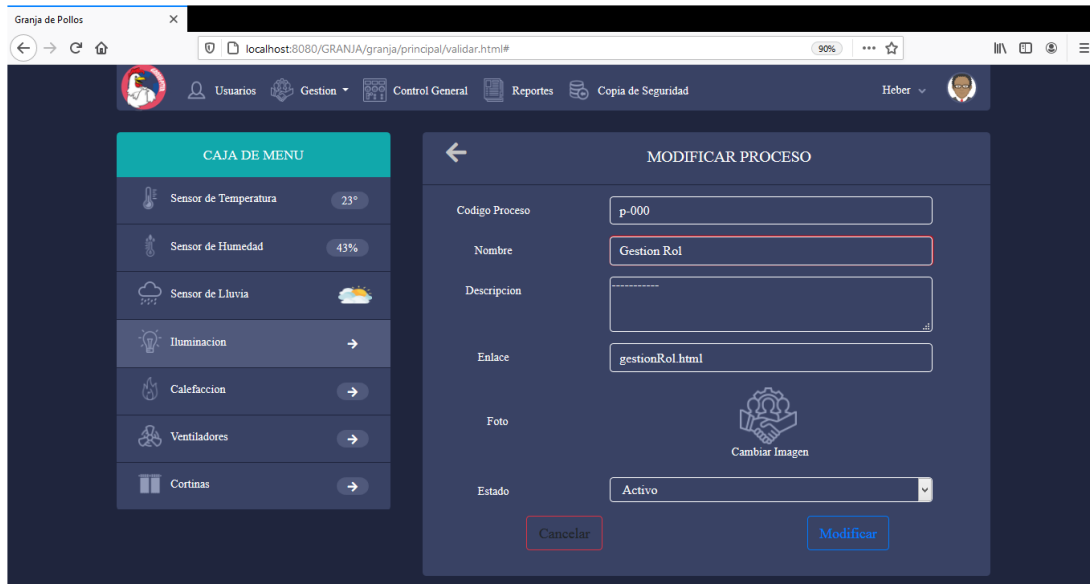 Granja de Pollos
localhost:8080/GRANJA/granja/principal/validar.html#
90%
Usuarios Gestion Control General Reportes Copia de Seguridad Heber
CAJA DE MENU
Sensor de Temperatura 23°
Sensor de Humedad 43%
Sensor de Lluvia
Iluminacion
Calefaccion
Ventiladores
Cortinas
MODIFICAR PROCESO
Codigo Proceso p-000
Nombre Gestion Rol
Descripcion -----------
Enlace gestionRol.html
Foto
Cambiar Imagen
Estado Activo
Cancelar Modificar